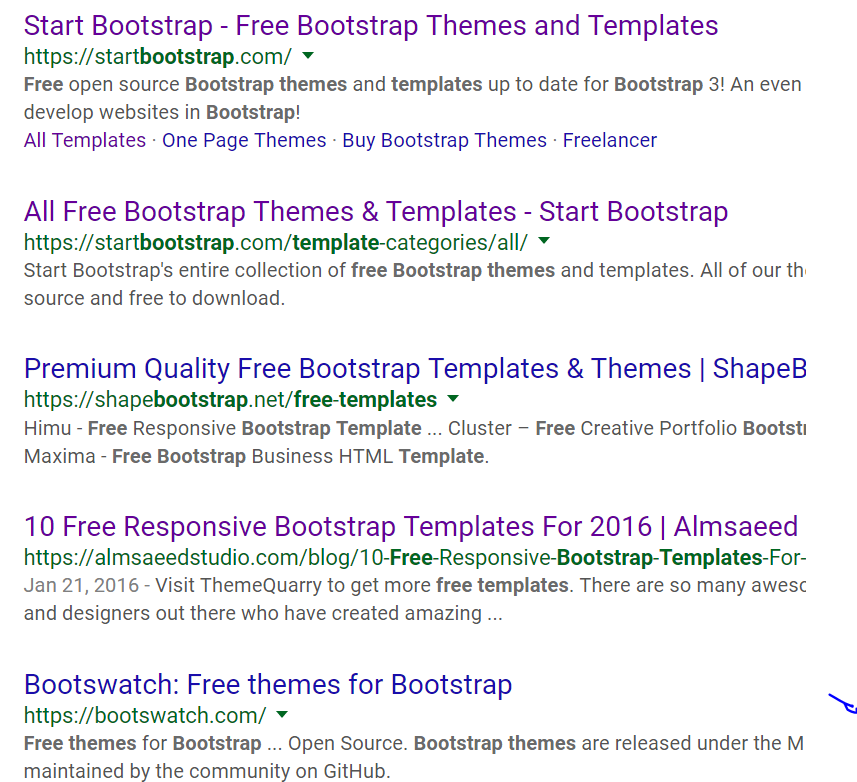 Start Bootstrap - Free Bootstrap Themes and Templates
https://startbootstrap.com/
Free open source Bootstrap themes and templates up to date for Bootstrap 3! An even
develop websites in Bootstrap!
All Templates · One Page Themes · Buy Bootstrap Themes · Freelancer
All Free Bootstrap Themes & Templates - Start Bootstrap
https://startbootstrap.com/template-categories/all/
Start Bootstrap's entire collection of free Bootstrap themes and templates. All of our
source and free to download.
Premium Quality Free Bootstrap Templates & Themes | ShapeB
https://shapebootstrap.net/free-templates
Himu - Free Responsive Bootstrap Template ... Cluster – Free Creative Portfolio Bootst
Maxima - Free Bootstrap Business HTML Template.
10 Free Responsive Bootstrap Templates For 2016 | Almsaeed
https://almsaeedstudio.com/blog/10-Free-Responsive-Bootstrap-Templates-For-
Jan 21, 2016 - Visit ThemeQuarry to get more free templates. There are so many aweso
and designers out there who have created amazing ...
Bootswatch: Free themes for Bootstrap
https://bootswatch.com/
Free themes for Bootstrap ... Open Source. Bootstrap themes are released under the M
maintained by the community on GitHub.